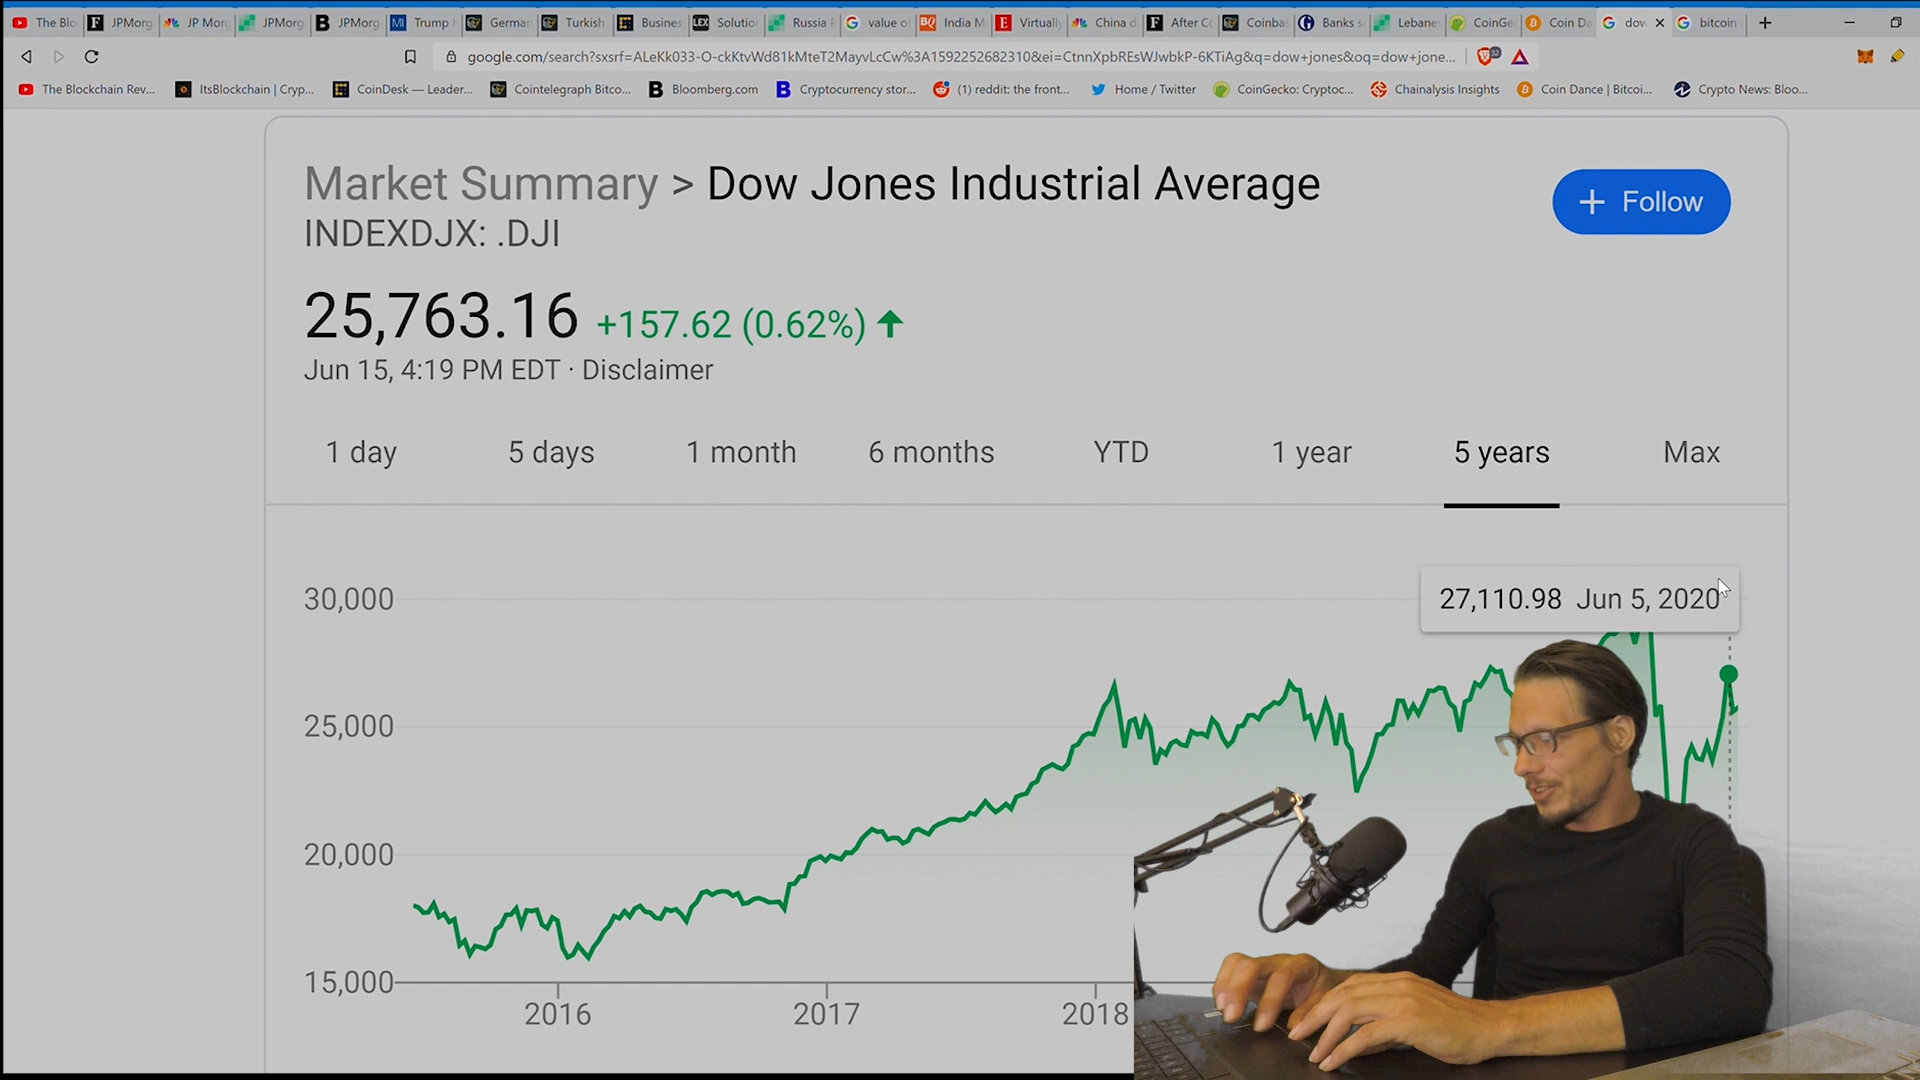 The Blo JPMorg JP Morg JPMorg JPMorg Trump German Turkish Busines Solutio Russia F value of India M Virtually China d After Co Coinbas Banks s Lebane CoinGe Coin Da dow bitcoin
google.com/search?sxsrf=ALeKk033-O-ckKtvWd81kMteT2MayvLcCw%3A1592252682310&ei=CtnnXpbREsWJwbkP-6KTiAg&q=dow+jones&oq=dow+jone...
The Blockchain Rev... ItsBlockchain | Cryp... CoinDesk — Leader... Cointelegraph Bitco... Bloomberg.com Cryptocurrency stor... (1) reddit: the front... Home / Twitter CoinGecko: Cryptoc... Chainalysis Insights Coin Dance | Bitcoi... Crypto News: Bloo...
Market Summary > Dow Jones Industrial Average
INDEXDJX: .DJI
+ Follow
25,763.16 +157.62 (0.62%)
Jun 15, 4:19 PM EDT · Disclaimer
1 day 5 days 1 month 6 months YTD 1 year 5 years Max
27,110.98 Jun 5, 2020
30,000
25,000
20,000
15,000
2016 2017 2018